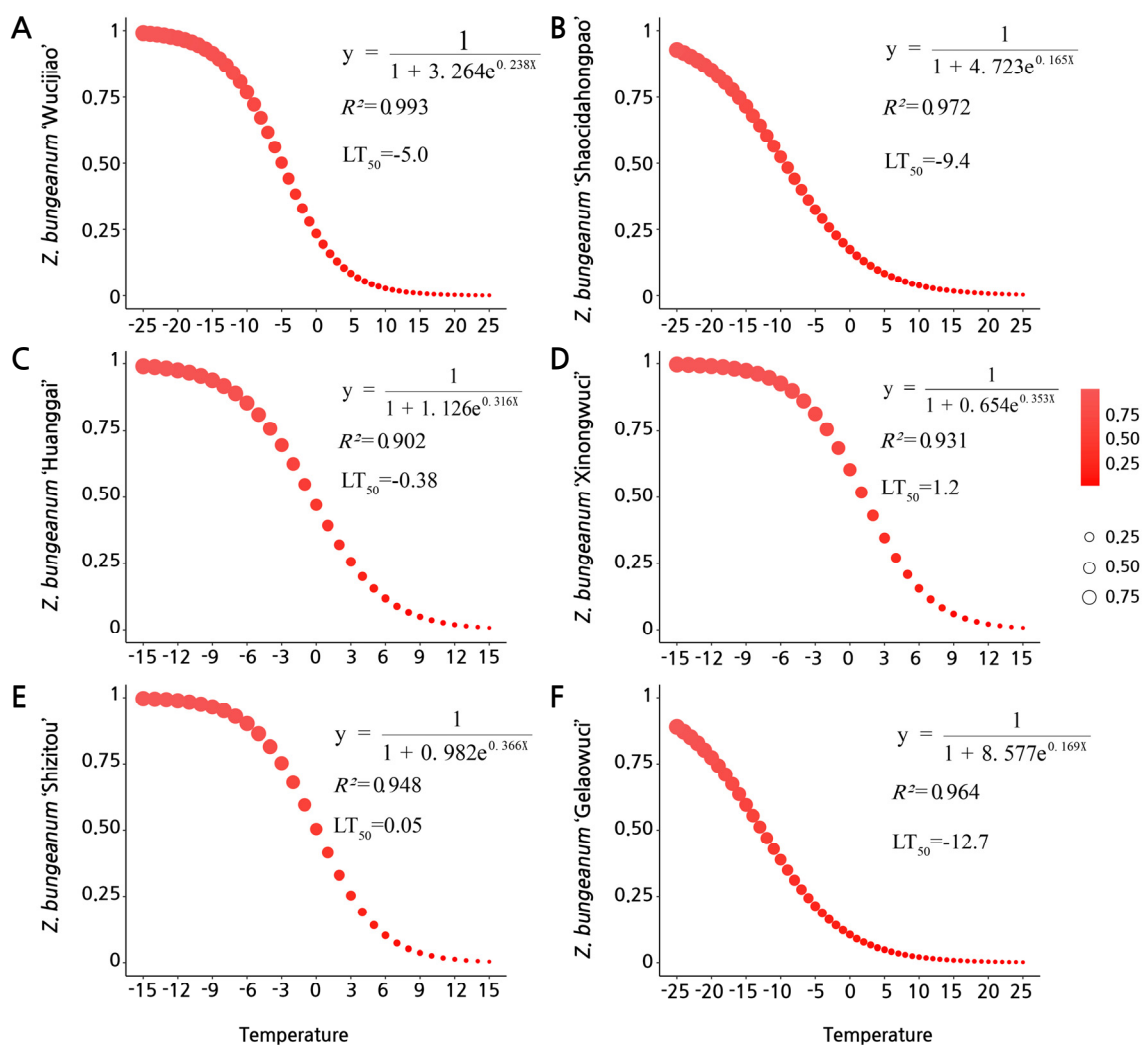 A
Z. bungeanum ‘Wucijiao’
1
0.75
0.50
0.25
0
y = 1 / 1 + 3.264e^0.238X
R²=0.993
LT₅₀=-5.0
-25 -20 -15 -10 -5 0 5 10 15 20 25
B
Z. bungeanum ‘Shaocidahongpao’
1
0.75
0.50
0.25
0
y = 1 / 1 + 4.723e^0.165X
R²=0.972
LT₅₀=-9.4
-25 -20 -15 -10 -5 0 5 10 15 20 25
C
Z. bungeanum ‘Huanggai’
1
0.75
0.50
0.25
0
y = 1 / 1 + 1.126e^0.316X
R²=0.902
LT₅₀=-0.38
-15 -12 -9 -6 -3 0 3 6 9 12 15
D
Z. bungeanum ‘Xinongwuci’
1
0.75
0.50
0.25
0
y = 1 / 1 + 0.654e^0.353X
R²=0.931
LT₅₀=1.2
-15 -12 -9 -6 -3 0 3 6 9 12 15
0.75
0.50
0.25
0.25
0.50
0.75
E
Z. bungeanum ‘Shizitou’
1
0.75
0.50
0.25
0
y = 1 / 1 + 0.982e^0.366X
R²=0.948
LT₅₀=0.05
-15 -12 -9 -6 -3 0 3 6 9 12 15
Temperature
F
Z. bungeanum ‘Gelaowuci’
1
0.75
0.50
0.25
0
y = 1 / 1 + 8.577e^0.169X
R²=0.964
LT₅₀=-12.7
-25 -20 -15 -10 -5 0 5 10 15 20 25
Temperature